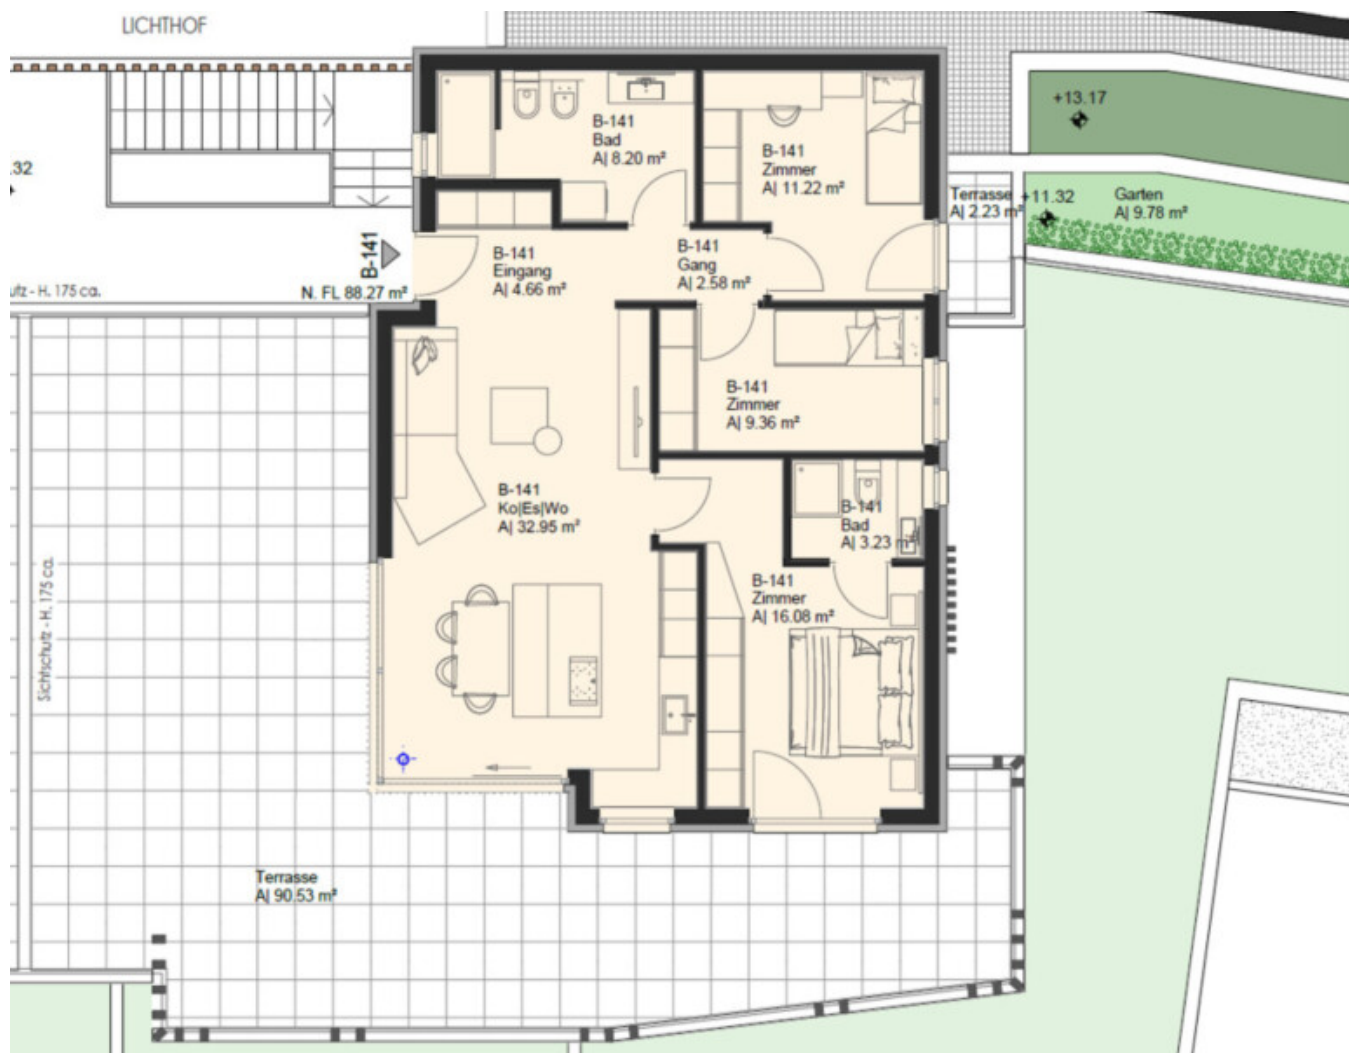 LICHTHOF
+13.17
B-141
Bad
A| 8.20 m²
B-141
Zimmer
A| 11.22 m²
.32
Terrasse
A| 2.23 m²
+11.32
Garten
A| 9.78 m²
B-141
B-141
Eingang
A| 4.66 m²
B-141
Gang
A| 2.58 m²
utz - H. 175 ca.
N. FL 88.27 m²
B-141
Zimmer
A| 9.36 m²
B-141
Ko|Es|Wo
A| 32.95 m²
B-141
Bad
A| 3.23 m²
B-141
Zimmer
A| 16.08 m²
Sichtschutz - H. 175 ca.
Terrasse
A| 90.53 m²